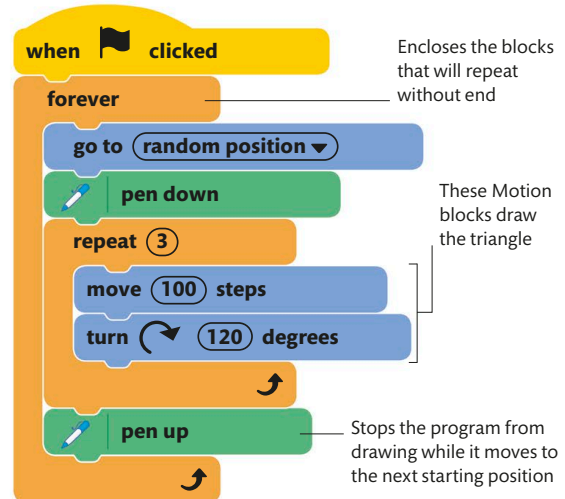 when clicked
Encloses the blocks
that will repeat
without end
forever
go to random position
pen down
These Motion
blocks draw
the triangle
repeat 3
move 100 steps
turn 120 degrees
pen up
Stops the program from
drawing while it moves to
the next starting position